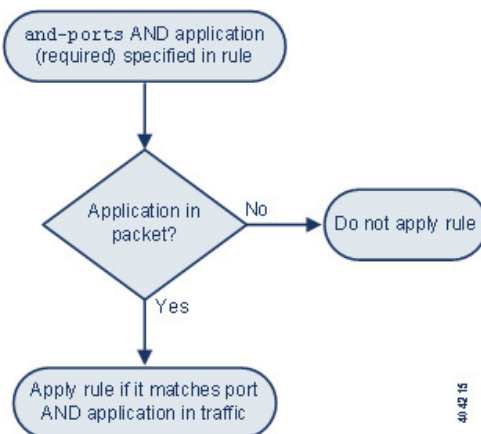 and-ports AND application
(required) specified in rule
Application in
packet?
No
Do not apply rule
Yes
Apply rule if it matches port
AND application in traffic
404215